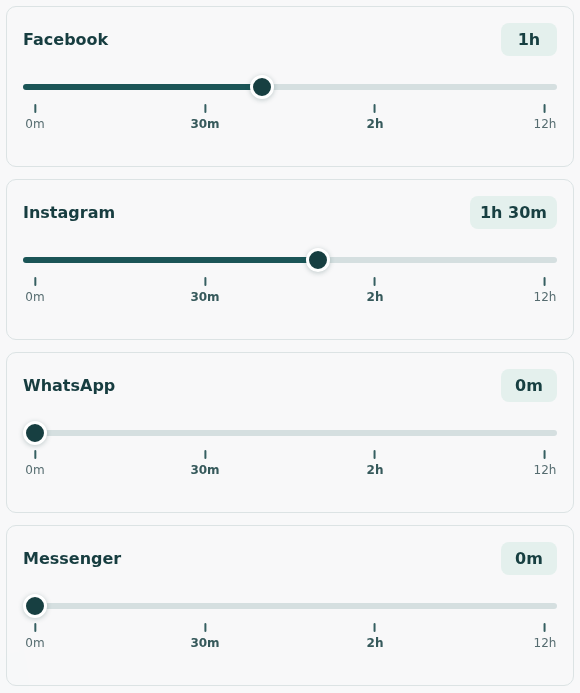 Facebook 1h
0m 30m 2h 12h
Instagram 1h 30m
0m 30m 2h 12h
WhatsApp 0m
0m 30m 2h 12h
Messenger 0m
0m 30m 2h 12h